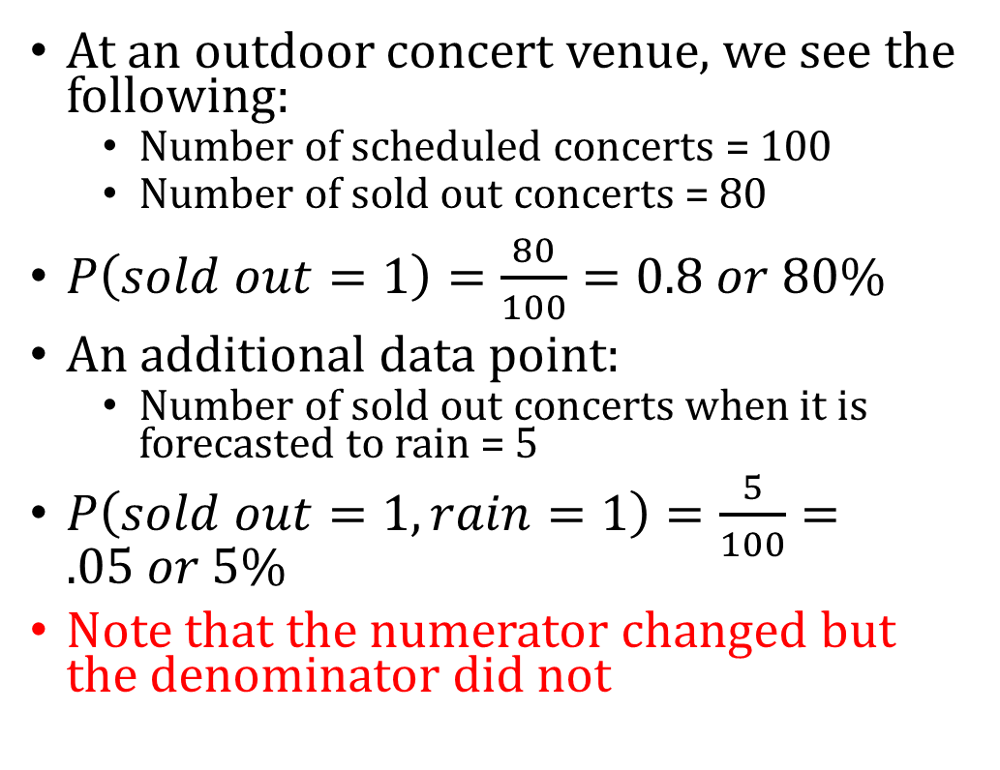 • At an outdoor concert venue, we see the
following:
• Number of scheduled concerts = 100
• Number of sold out concerts = 80
• P(sold out = 1) = 80/100 = 0.8 or 80%
• An additional data point:
• Number of sold out concerts when it is
forecasted to rain = 5
• P(sold out = 1, rain = 1) = 5/100 =
.05 or 5%
• Note that the numerator changed but
the denominator did not